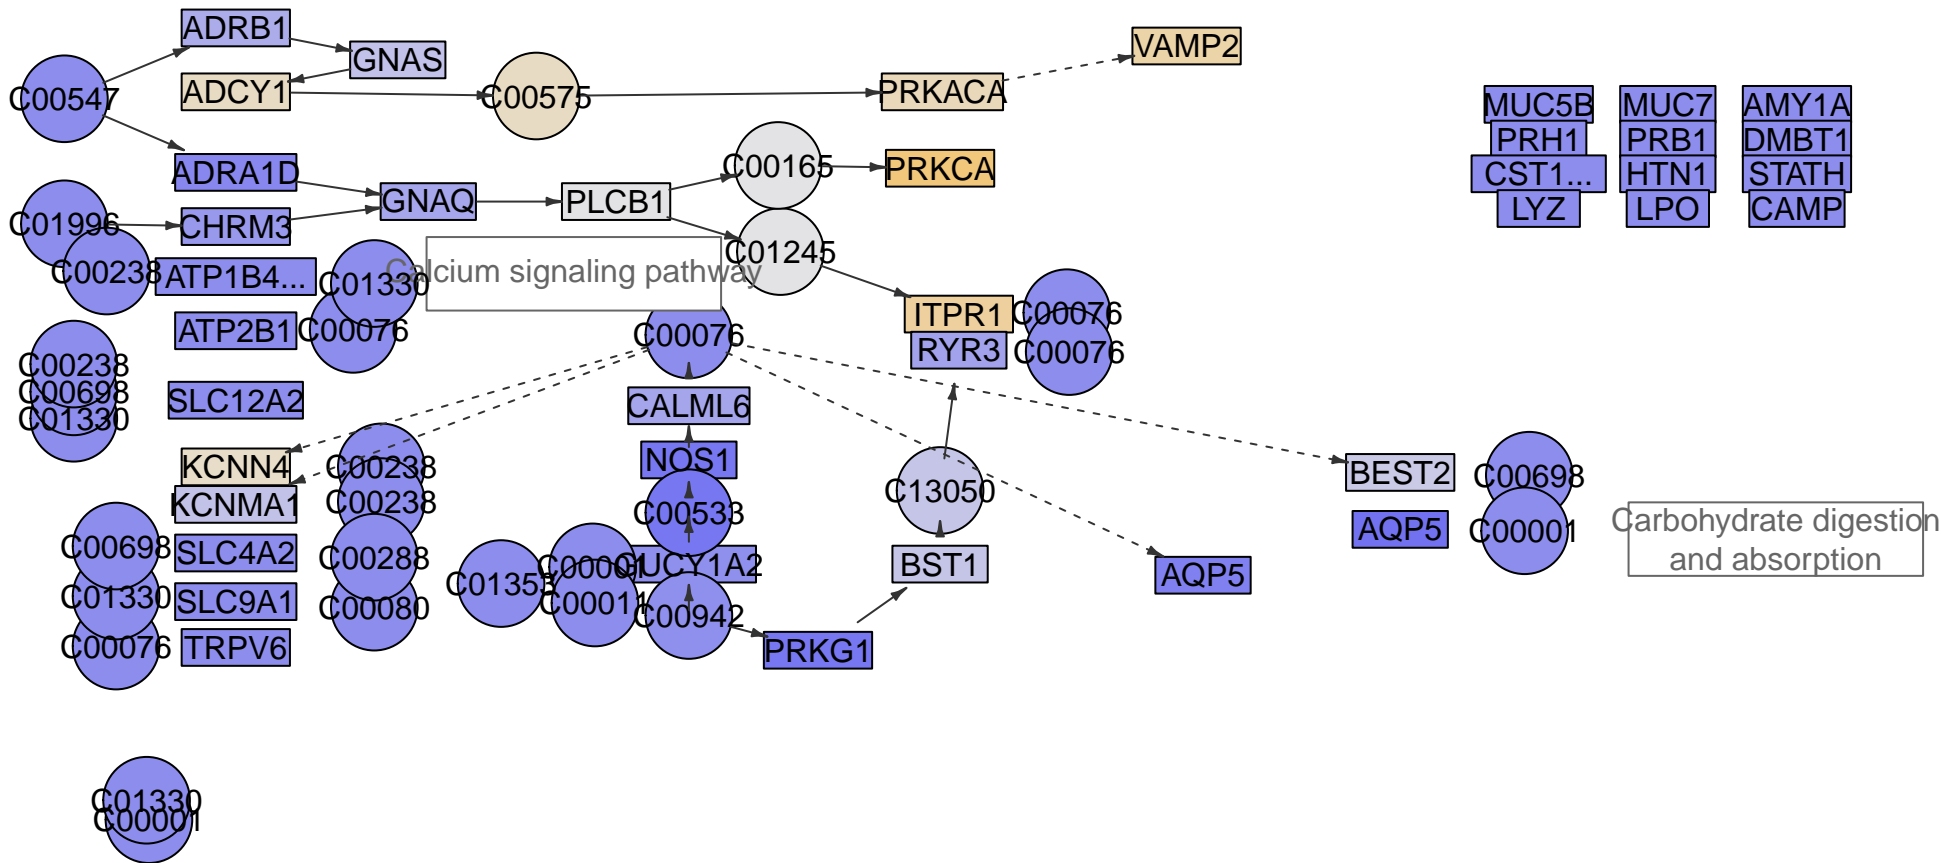 ADRB1
GNAS
VAMP2
C00547
ADCY1
C00575
PRKACA
MUC5B
MUC7
AMY1A
PRH1
PRB1
DMBT1
ADRA1D
C00165
PRKCA
CST1...
HTN1
STATH
GNAQ
PLCB1
LYZ
LPO
CAMP
C01996
CHRM3
C01245
C00238
ATP1B4...
C01330
Calcium signaling pathway
ITPR1
C00076
ATP2B1
C00076
C00076
RYR3
C00076
C00238
C00698
C01330
SLC12A2
CALML6
KCNN4
C00238
NOS1
BEST2
C00698
C13050
KCNMA1
C00238
C00533
AQP5
C00001
Carbohydrate digestion
and absorption
C00698
SLC4A2
C00288
C01353
C00001
GUCY1A2
BST1
AQP5
C01330
SLC9A1
C00080
C00011
C00942
C00076
TRPV6
PRKG1
C01330
C00001